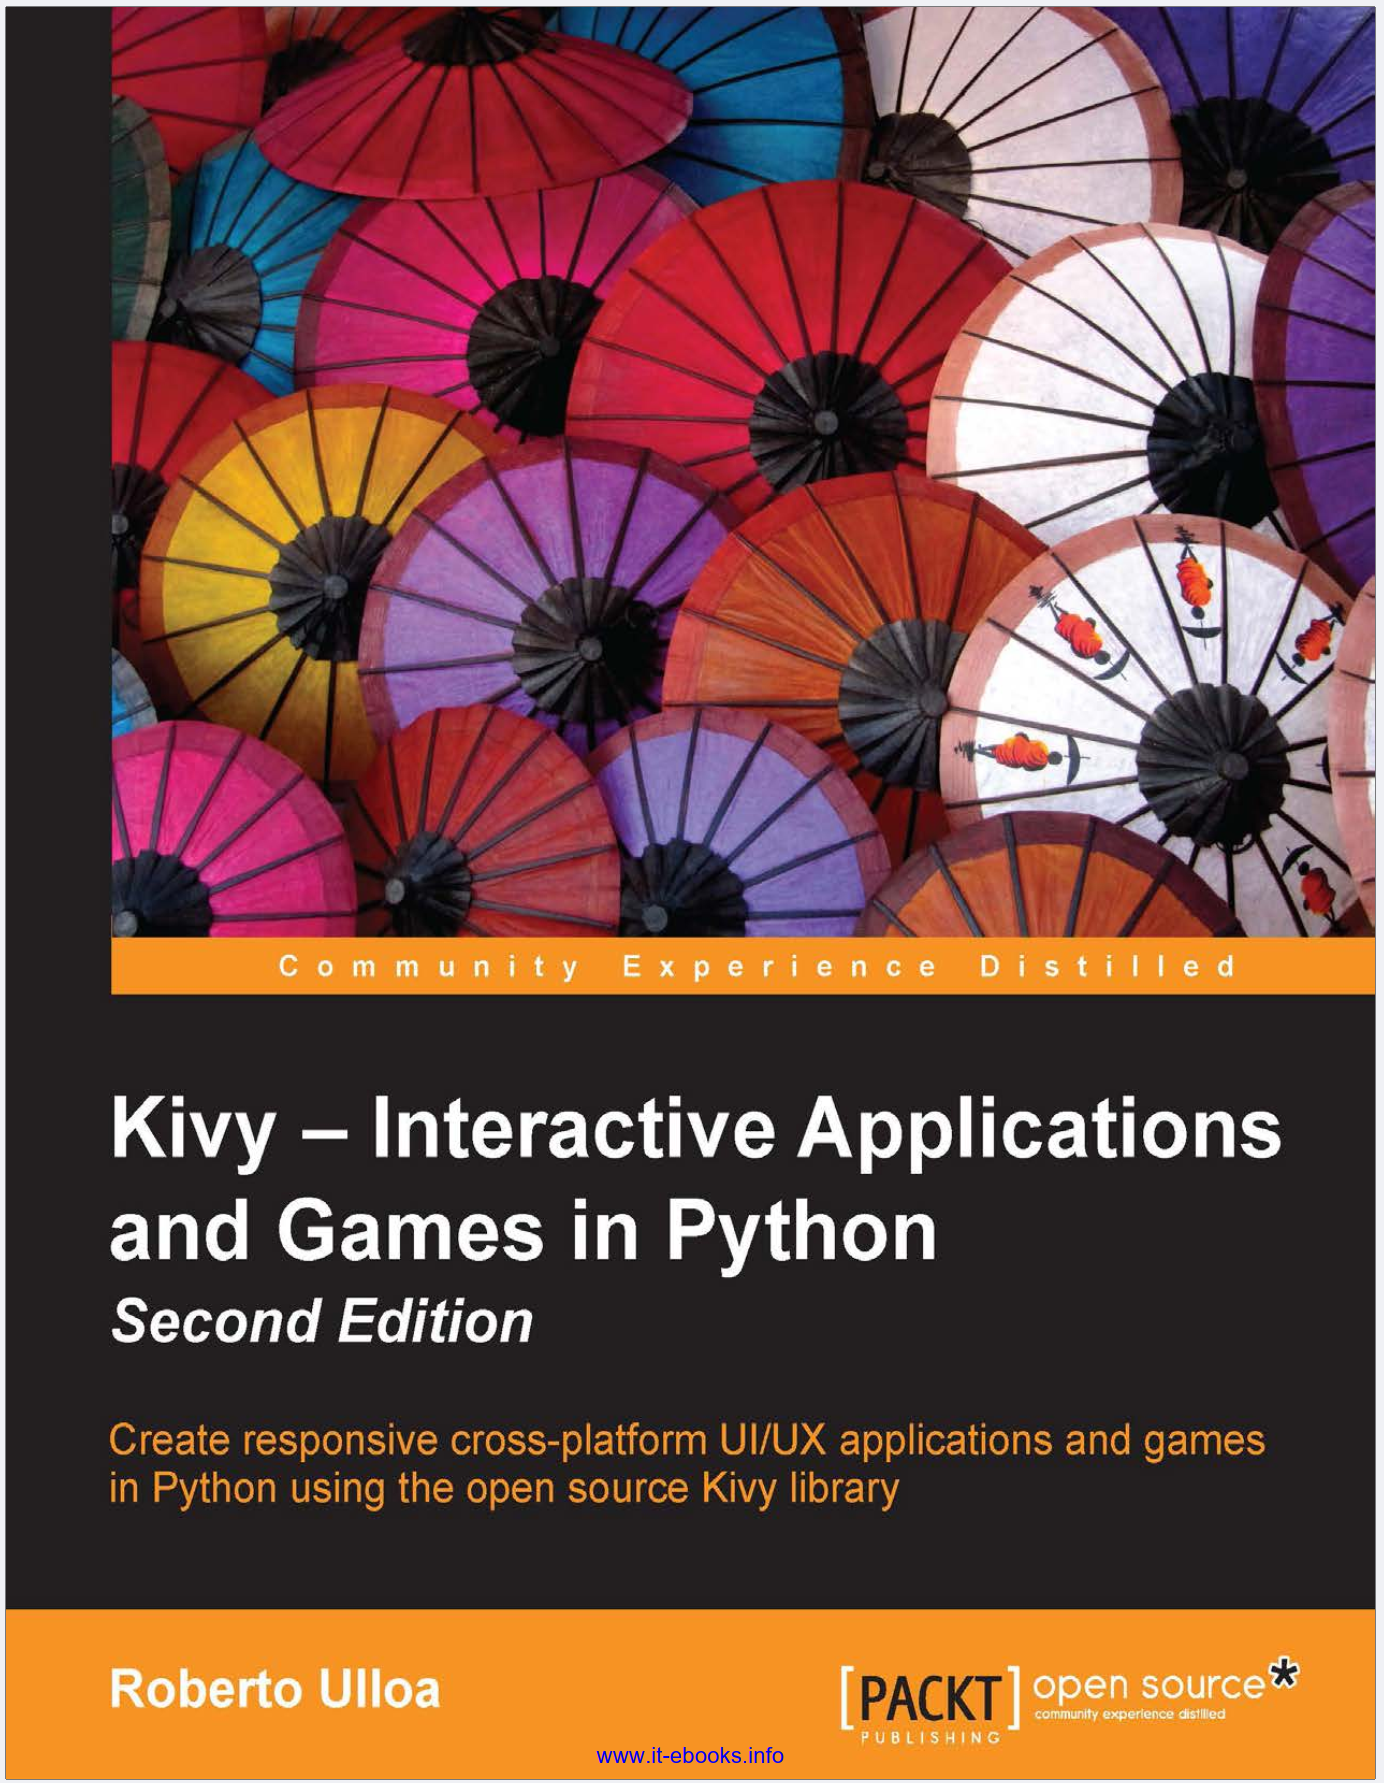 Community Experience Distilled
Kivy – Interactive Applications
and Games in Python
Second Edition
Create responsive cross-platform UI/UX applications and games
in Python using the open source Kivy library
Roberto Ulloa
[PACKT]
PUBLISHING
open source*
community experience distilled
www.it-ebooks.info